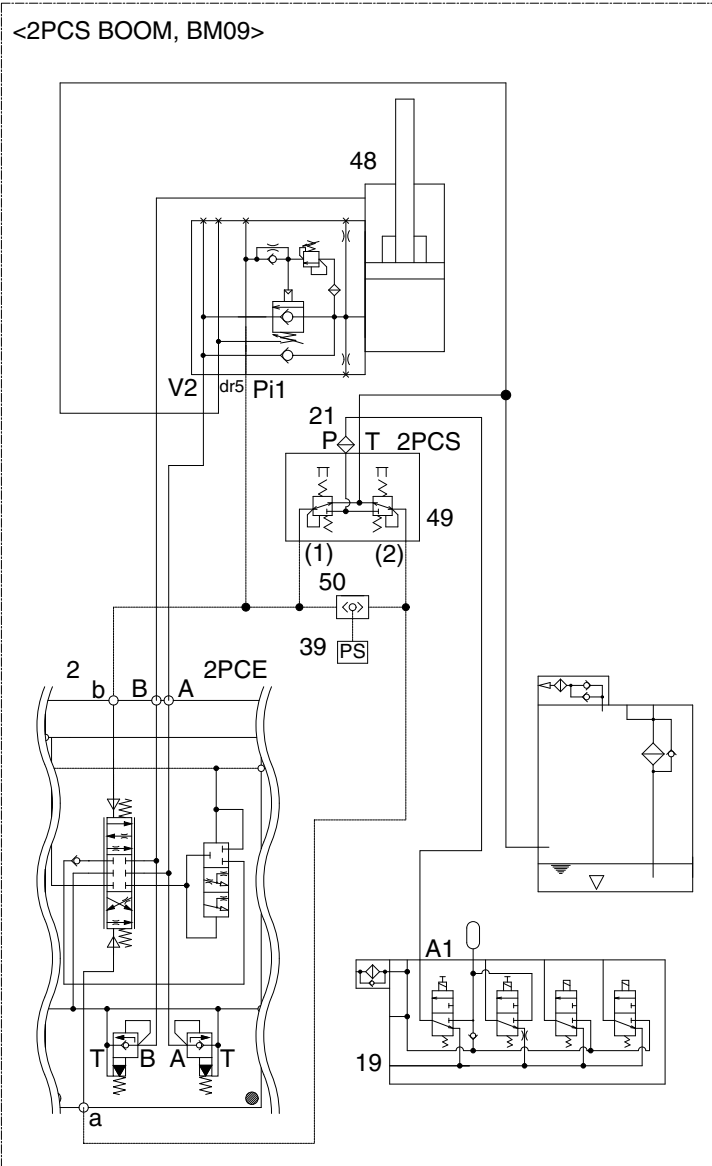 <2PCS BOOM, BM09>
48
V2 dr5 Pi1
21
P T 2PCS
49
(1) (2)
50
39 PS
2 2PCE
b B A
A1
19
T B A T
a